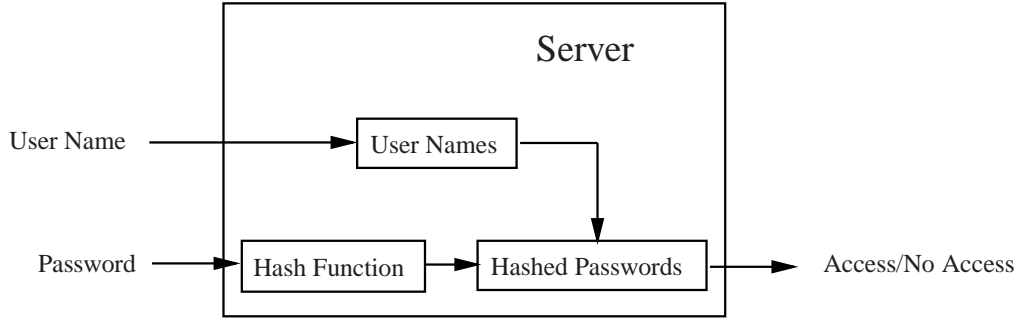 Server
User Name
User Names
Password
Hash Function
Hashed Passwords
Access/No Access